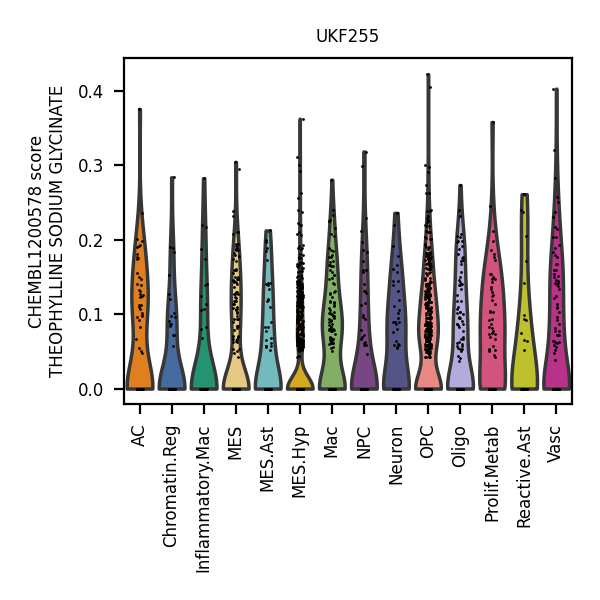 UKF255
CHEMBL1200578 score
THEOPHYLLINE SODIUM GLYCINATE
0.4
0.3
0.2
0.1
0.0
AC
Chromatin.Reg
Inflammatory.Mac
MES
MES.Ast
MES.Hyp
Mac
NPC
Neuron
OPC
Oligo
Prolif.Metab
Reactive.Ast
Vasc